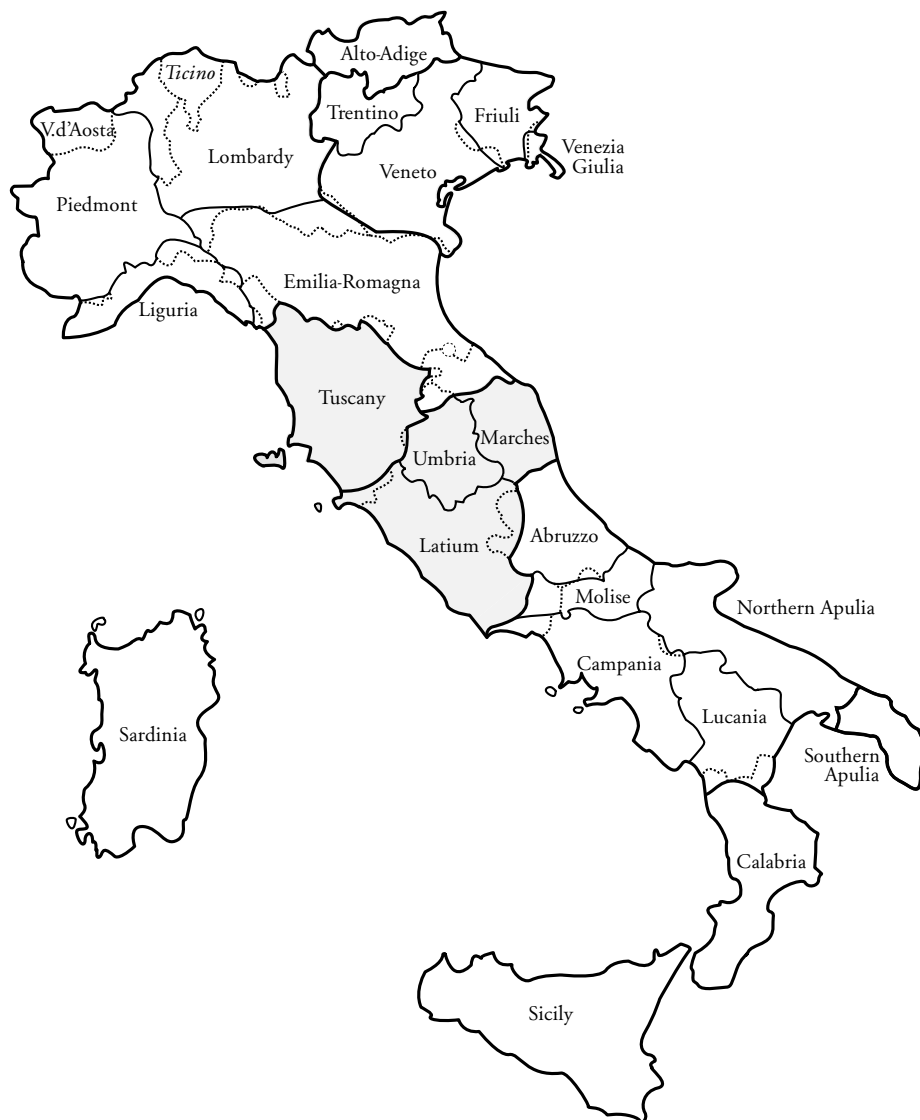 Alto-Adige
Ticino
Trentino
Friuli
V.d'Aosta
Venezia
Giulia
Lombardy
Veneto
Piedmont
Emilia-Romagna
Liguria
Tuscany
Marches
Umbria
Latium
Abruzzo
Molise
Northern Apulia
Campania
Lucania
Sardinia
Southern
Apulia
Calabria
Sicily